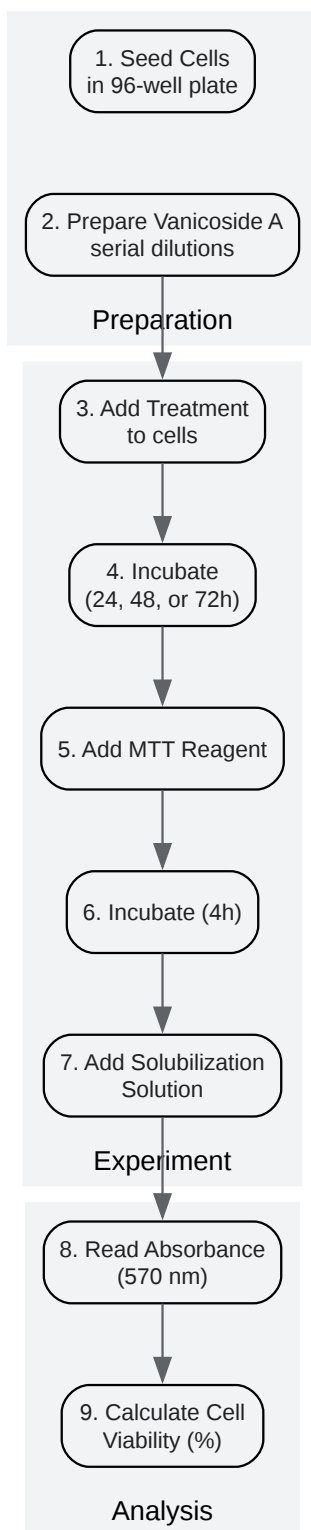 1. Seed Cells
in 96-well plate
2. Prepare Vanicoside A
serial dilutions
Preparation
3. Add Treatment
to cells
4. Incubate
(24, 48, or 72h)
5. Add MTT Reagent
6. Incubate (4h)
7. Add Solubilization
Solution
Experiment
8. Read Absorbance
(570 nm)
9. Calculate Cell
Viability (%)
Analysis